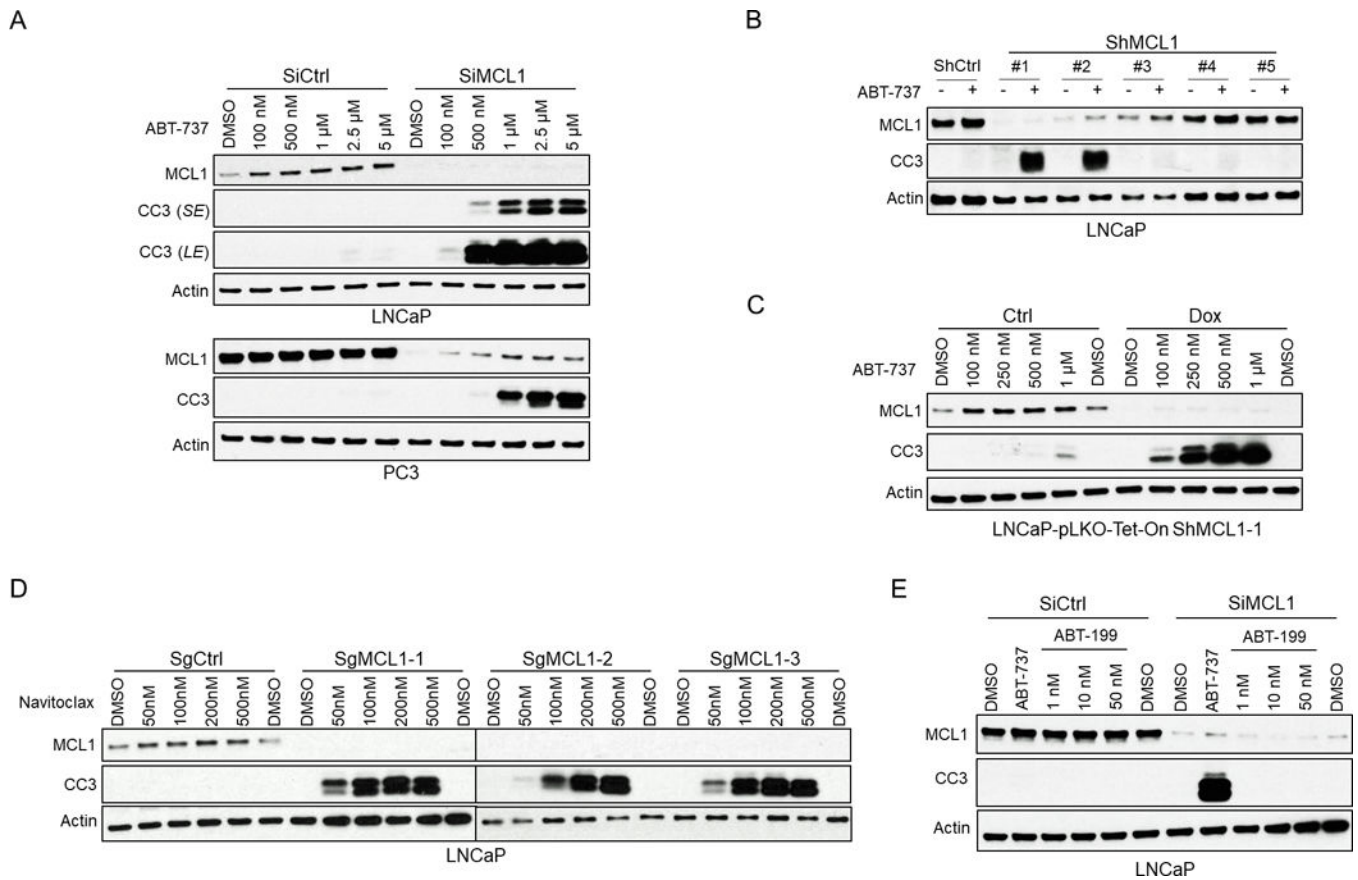 A
SiCtrl SiMCL1
ABT-737 DMSO 100 nM 500 nM 1 µM 2.5 µM 5 µM DMSO 100 nM 500 nM 1 µM 2.5 µM 5 µM
MCL1
CC3 (SE)
CC3 (LE)
Actin
LNCaP
MCL1
CC3
Actin
PC3
B
ShMCL1
ShCtrl #1 #2 #3 #4 #5
ABT-737 - + - + - + - + - + - +
MCL1
CC3
Actin
LNCaP
C
Ctrl Dox
ABT-737 DMSO 100 nM 250 nM 500 nM 1 µM DMSO DMSO 100 nM 250 nM 500 nM 1 µM DMSO
MCL1
CC3
Actin
LNCaP-pLKO-Tet-On ShMCL1-1
D
SgCtrl SgMCL1-1 SgMCL1-2 SgMCL1-3
Navitoclax DMSO 50nM 100nM 200nM 500nM DMSO DMSO 50nM 100nM 200nM 500nM DMSO DMSO 50nM 100nM 200nM 500nM DMSO DMSO 50nM 100nM 200nM 500nM DMSO
MCL1
CC3
Actin
LNCaP
E
SiCtrl SiMCL1
ABT-199 ABT-199
DMSO ABT-737 1 nM 10 nM 50 nM DMSO DMSO ABT-737 1 nM 10 nM 50 nM DMSO
MCL1
CC3
Actin
LNCaP